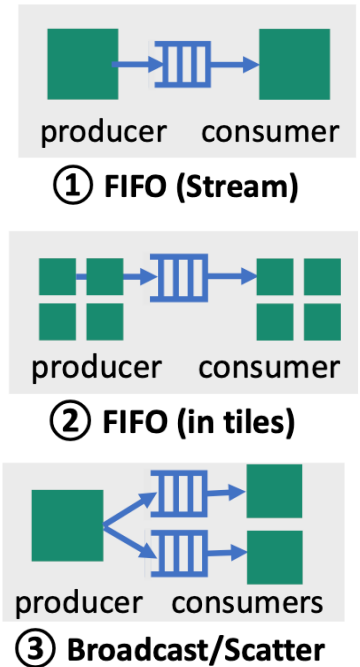 producer consumer
① FIFO (Stream)
producer consumer
② FIFO (in tiles)
producer consumers
③ Broadcast/Scatter